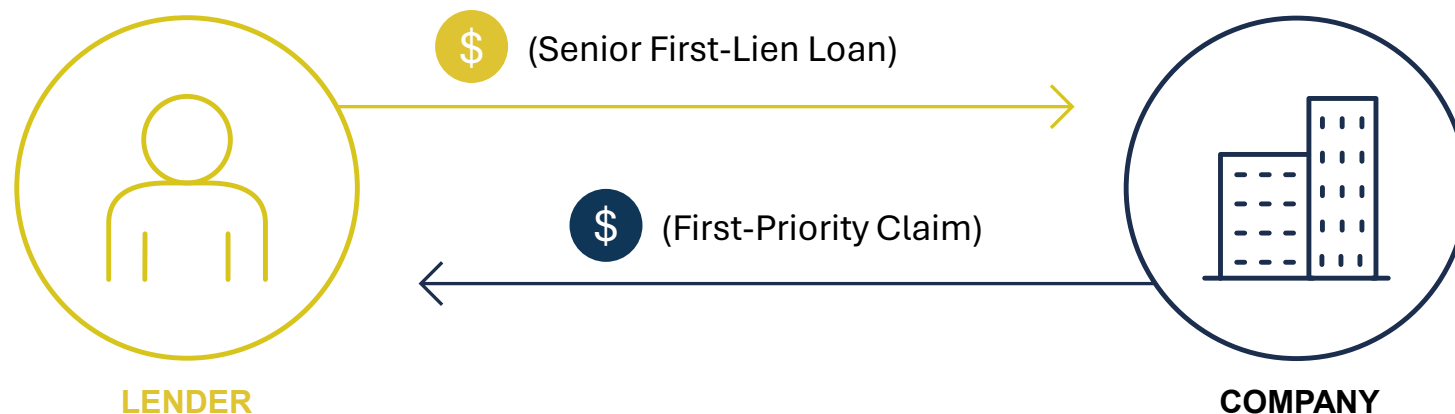 $ (Senior First-Lien Loan)
$ (First-Priority Claim)
LENDER
COMPANY